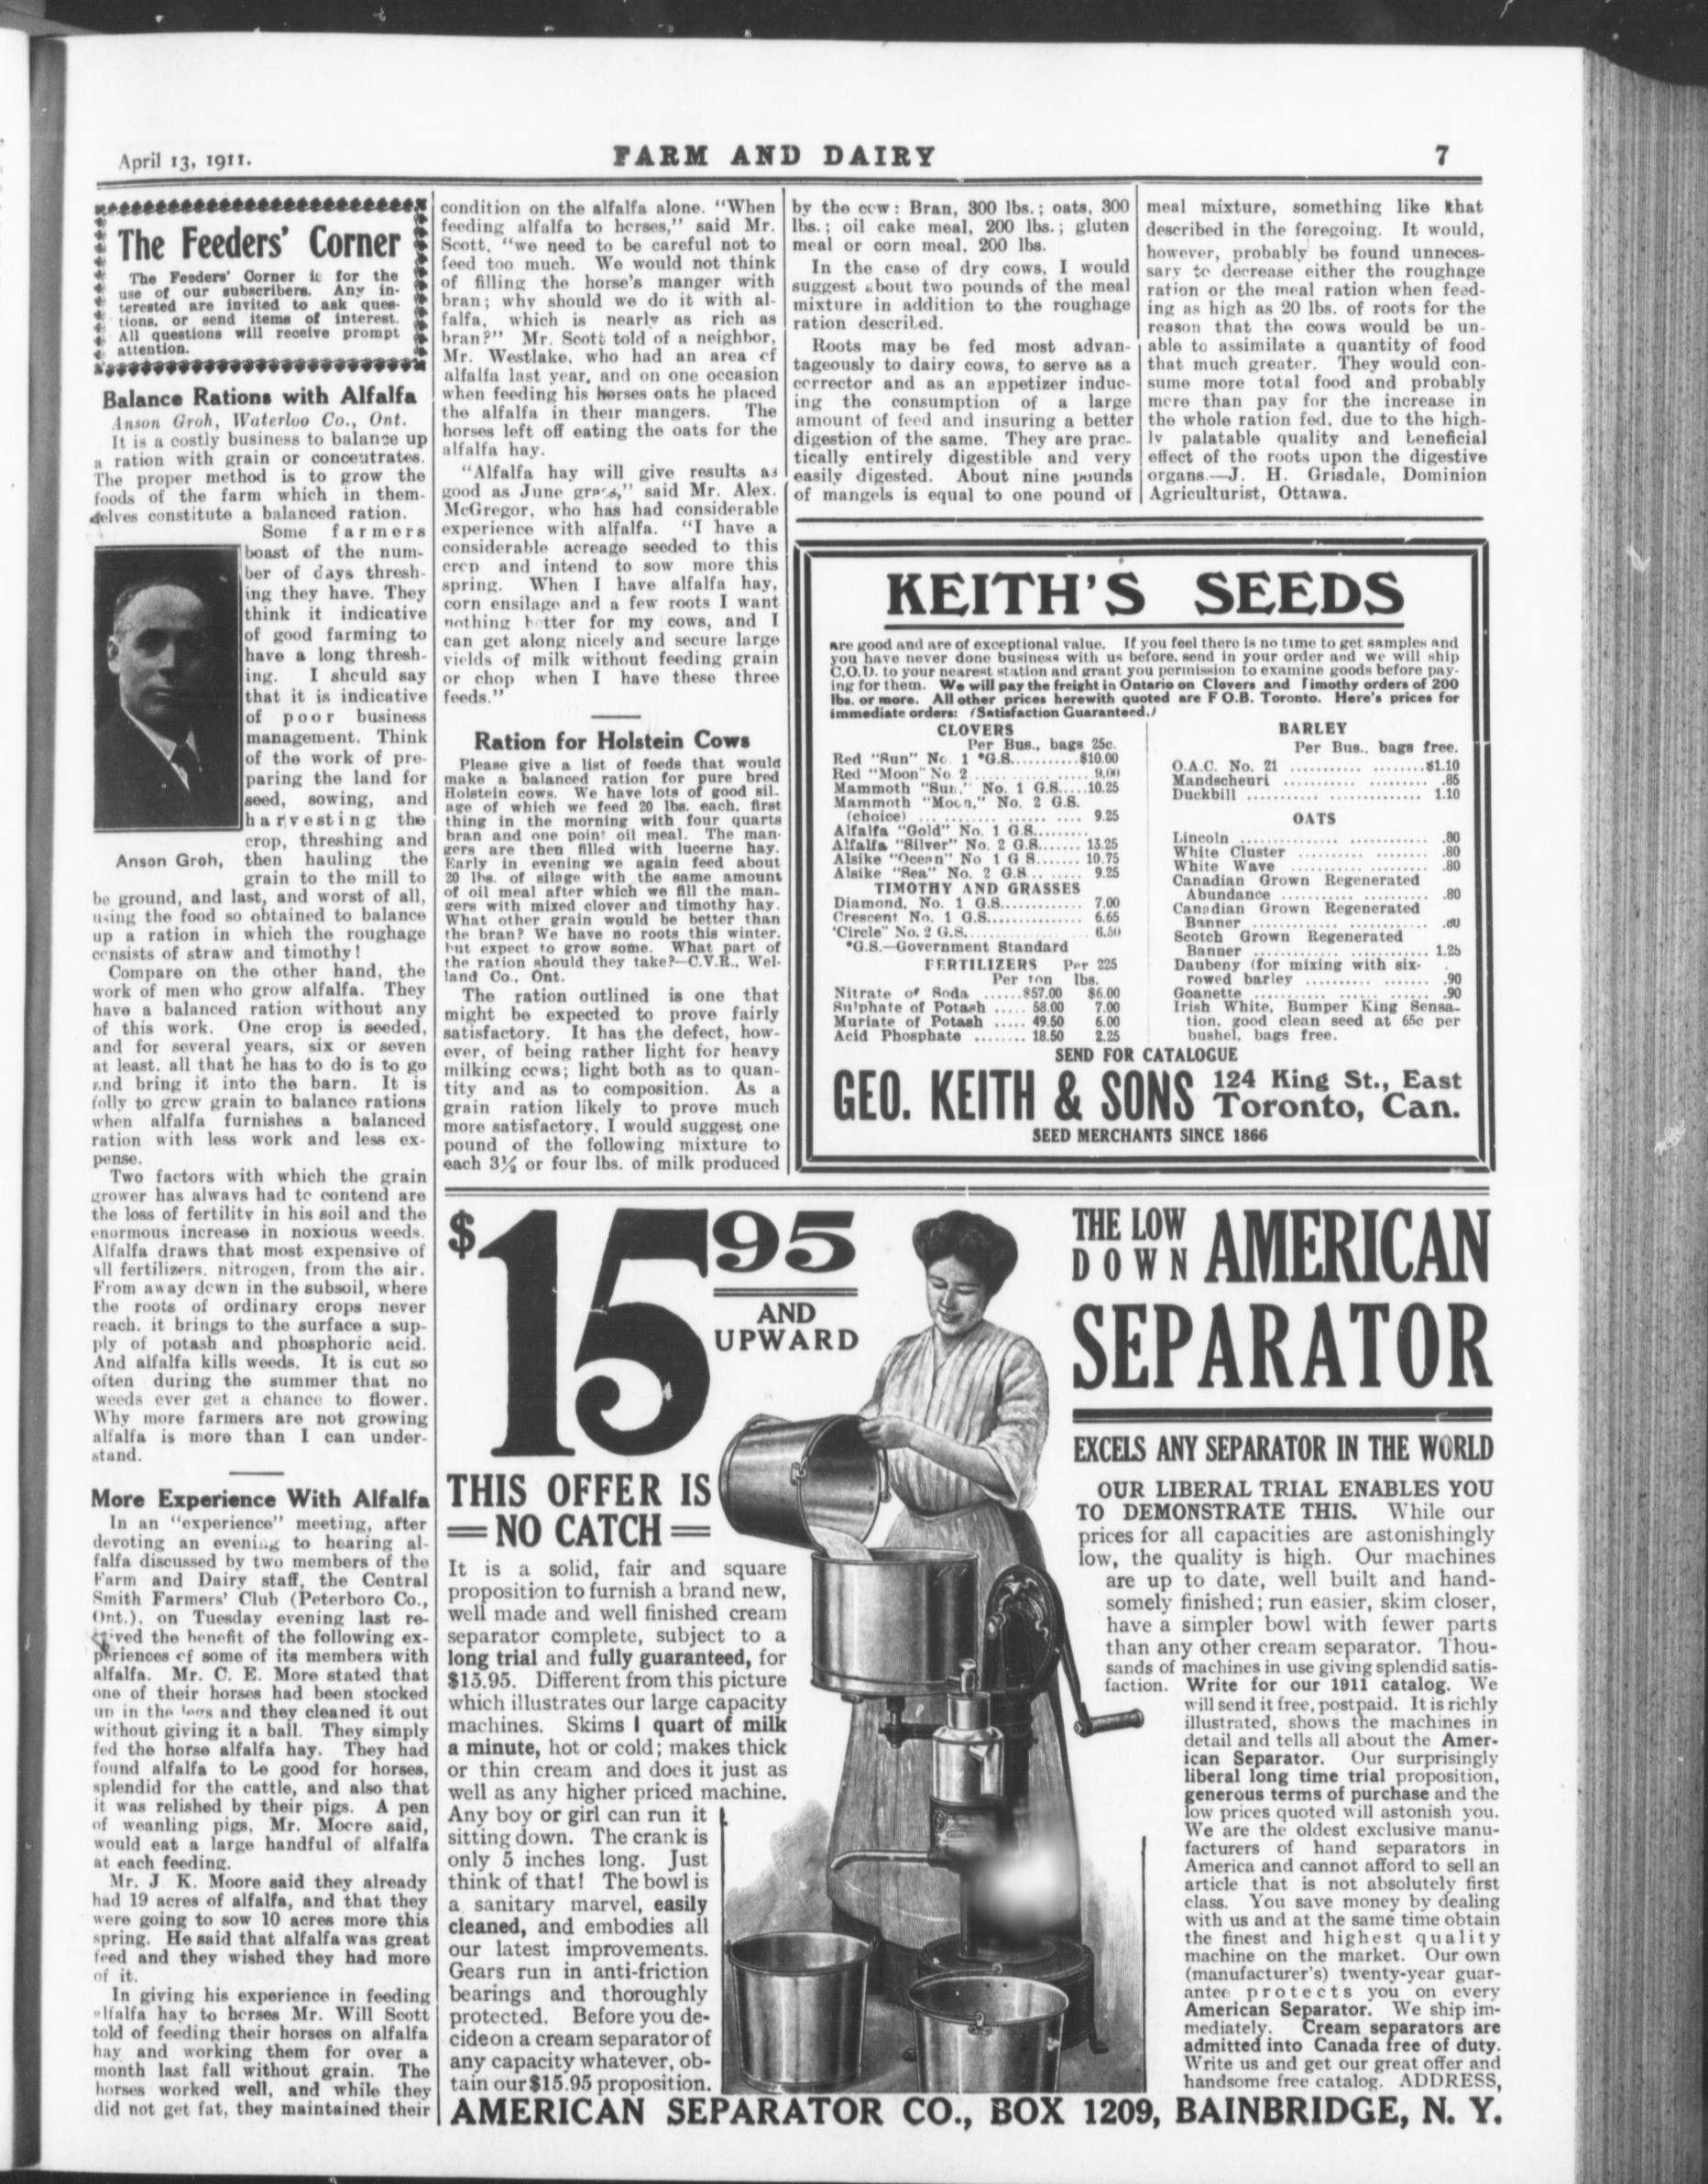 April 13, 1911.
FARM AND DAIRY
7
The Feeders' Corner
The Feeders' Corner is for the
use of our subscribers. Any in-
terested are invited to ask ques-
tions, or send items of interest.
All questions will receive prompt
attention.
Balance Rations with Alfalfa
Anson Groh, Waterloo Co., Ont.
It is a costly business to balance up
a ration with grain or concentrates.
The proper method is to grow the
foods of the farm which in them-
selves constitute a balanced ration.
Some farmers
boast of the num-
ber of days thresh-
ing they have. They
think it indicative
of good farming to
have a long thresh-
ing. I should say
that it is indicative
of poor business
management. Think
of the work of pre-
paring the land for
seed, sowing, and
harvesting the
crop, threshing and
Anson Groh,
then hauling the
grain to the mill to
be ground, and last, and worst of all,
using the food so obtained to balance
up a ration in which the roughage
consists of straw and timothy!
Compare on the other hand, the
work of men who grow alfalfa. They
have a balanced ration without any
of this work. One crop is seeded,
and for several years, six or seven
at least, all that he has to do is to go
and bring it into the barn. It is
folly to grow grain to balance rations
when alfalfa furnishes a balanced
ration with less work and less ex-
pense.
Two factors with which the grain
grower has always had to contend are
the loss of fertility in his soil and the
enormous increase in noxious weeds.
Alfalfa draws that most expensive of
all fertilizers, nitrogen, from the air.
From away down in the subsoil, where
the roots of ordinary crops never
reach, it brings to the surface a sup-
ply of potash and phosphoric acid.
And alfalfa kills weeds. It is cut so
often during the summer that no
weeds ever get a chance to flower.
Why more farmers are not growing
alfalfa is more than I can under-
stand.
More Experience With Alfalfa
In an "experience" meeting, after
devoting an evening to hearing al-
falfa discussed by two members of the
Farm and Dairy staff, the Central
Smith Farmers' Club (Peterboro Co.,
Ont.), on Tuesday evening last re-
ceived the benefit of the following ex-
periences of some of its members with
alfalfa. Mr. C. E. More stated that
one of their horses had been stocked
up in the legs and they cleaned it out
without giving it a ball. They simply
fed the horse alfalfa hay. They had
found alfalfa to be good for horses,
splendid for the cattle, and also that
it was relished by their pigs. A pen
of weanling pigs, Mr. Moore said,
would eat a large handful of alfalfa
at each feeding.
Mr. J. K. Moore said they already
had 19 acres of alfalfa, and that they
were going to sow 10 acres more this
spring. He said that alfalfa was great
feed and they wished they had more
of it.
In giving his experience in feeding
alfalfa hay to horses Mr. Will Scott
told of feeding their horses on alfalfa
hay and working them for over a
month last fall without grain. The
horses worked well, and while they
did not get fat, they maintained their
condition on the alfalfa alone. "When
feeding alfalfa to horses," said Mr.
Scott, "we need to be careful not to
feed too much. We would not think
of filling the horse's manger with
bran; why should we do it with al-
falfa, which is nearly as rich as
bran?" Mr. Scott told of a neighbor,
Mr. Westlake, who had an area of
alfalfa last year, and on one occasion
when feeding his horses oats he placed
the alfalfa in their mangers. The
horses left off eating the oats for the
alfalfa hay.
"Alfalfa hay will give results as
good as June grass," said Mr. Alex.
McGregor, who has had considerable
experience with alfalfa. "I have a
considerable acreage seeded to this
crop and intend to sow more this
spring. When I have alfalfa hay,
corn ensilage and a few roots I want
nothing better for my cows, and I
can get along nicely and secure large
yields of milk without feeding grain
or chop when I have these three
feeds."
Ration for Holstein Cows
Please give a list of feeds that would
make a balanced ration for pure bred
Holstein cows. We have lots of good sil-
age of which we feed 20 lbs. each, first
thing in the morning with four quarts
bran and one point oil meal. The man-
gers are then filled with lucerne hay.
Early in evening we again feed about
20 lbs. of silage with the same amount
of oil meal after which we fill the man-
gers with mixed clover and timothy hay.
What other grain would be better than
the bran? We have no roots this winter.
but expect to grow some. What part of
the ration should they take?—C.V.R., Wel-
land Co., Ont.
The ration outlined is one that
might be expected to prove fairly
satisfactory. It has the defect, how-
ever, of being rather light for heavy
milking cows; light both as to quan-
tity and as to composition. As a
grain ration likely to prove much
more satisfactory, I would suggest one
pound of the following mixture to
each 3½ or four lbs. of milk produced
by the cow: Bran, 300 lbs.; oats, 300
lbs.; oil cake meal, 200 lbs.; gluten
meal or corn meal, 200 lbs.
In the case of dry cows, I would
suggest about two pounds of the meal
mixture in addition to the roughage
ration described.
Roots may be fed most advan-
tageously to dairy cows, to serve as a
corrector and as an appetizer induc-
ing the consumption of a large
amount of feed and insuring a better
digestion of the same. They are prac-
tically entirely digestible and very
easily digested. About nine pounds
of mangels is equal to one pound of
meal mixture, something like that
described in the foregoing. It would,
however, probably be found unneces-
sary to decrease either the roughage
ration or the meal ration when feed-
ing as high as 20 lbs. of roots for the
reason that the cows would be un-
able to assimilate a quantity of food
that much greater. They would con-
sume more total food and probably
more than pay for the increase in
the whole ration fed, due to the high-
ly palatable quality and beneficial
effect of the roots upon the digestive
organs.—J. H. Grisdale, Dominion
Agriculturist, Ottawa.
KEITH'S SEEDS
are good and are of exceptional value. If you feel there is no time to get samples and
you have never done business with us before, send in your order and we will ship
C.O.D. to your nearest station and grant you permission to examine goods before pay-
ing for them. We will pay the freight in Ontario on Clovers and Timothy orders of 200
lbs. or more. All other prices herewith quoted are F.O.B. Toronto. Here's prices for
immediate orders: (Satisfaction Guaranteed.)
CLOVERS
Per Bus., bags 25c.
Red "Sun" No. 1 *G.S..........$10.00
Red "Moon" No 2 ............... 9.00
Mammoth "Sun," No. 1 G.S.....10.25
Mammoth "Moon," No. 2 G.S.
(choice) .................... 9.25
Alfalfa "Gold" No. 1 G.S.........
Alfalfa "Silver" No. 2 G.S...... 13.25
Alsike "Ocean" No 1 G S....... 10.75
Alsike "Sea" No. 2 G.S......... 9.25
TIMOTHY AND GRASSES
Diamond, No. 1 G.S............. 7.00
Crescent No. 1 G.S.............. 6.65
'Circle" No. 2 G.S............... 6.50
*G.S.—Government Standard
FERTILIZERS Per 225
Per ton lbs.
Nitrate of Soda ......$57.00 $6.00
Sulphate of Potash ..... 58.00 7.00
Muriate of Potash ..... 49.50 6.00
Acid Phosphate ........ 18.50 2.25
BARLEY
Per Bus., bags free.
O.A.C. No. 21 ...................$1.10
Mandscheuri ..................... .85
Duckbill ......................... 1.10
OATS
Lincoln .......................... .80
White Cluster .................... .80
White Wave ...................... .80
Canadian Grown Regenerated
Abundance ...................... .80
Canadian Grown Regenerated
Banner ......................... .80
Scotch Grown Regenerated
Banner ......................... 1.25
Daubeny (for mixing with six-
rowed barley ................... .90
Goanette ......................... .90
Irish White, Bumper King Sensa-
tion, good clean seed at 65c per
bushel, bags free.
SEND FOR CATALOGUE
GEO. KEITH & SONS
124 King St., East
Toronto, Can.
SEED MERCHANTS SINCE 1866
$15 95
AND
UPWARD
THIS OFFER IS
NO CATCH
It is a solid, fair and square
proposition to furnish a brand new,
well made and well finished cream
separator complete, subject to a
long trial and fully guaranteed, for
$15.95. Different from this picture
which illustrates our large capacity
machines. Skims 1 quart of milk
a minute, hot or cold; makes thick
or thin cream and does it just as
well as any higher priced machine.
Any boy or girl can run it
sitting down. The crank is
only 5 inches long. Just
think of that! The bowl is
a sanitary marvel, easily
cleaned, and embodies all
our latest improvements.
Gears run in anti-friction
bearings and thoroughly
protected. Before you de-
cide on a cream separator of
any capacity whatever, ob-
tain our $15.95 proposition.
THE LOW
DOWN
AMERICAN
SEPARATOR
EXCELS ANY SEPARATOR IN THE WORLD
OUR LIBERAL TRIAL ENABLES YOU
TO DEMONSTRATE THIS. While our
prices for all capacities are astonishingly
low, the quality is high. Our machines
are up to date, well built and hand-
somely finished; run easier, skim closer,
have a simpler bowl with fewer parts
than any other cream separator. Thou-
sands of machines in use giving splendid satis-
faction. Write for our 1911 catalog. We
will send it free, postpaid. It is richly
illustrated, shows the machines in
detail and tells all about the Amer-
ican Separator. Our surprisingly
liberal long time trial proposition,
generous terms of purchase and the
low prices quoted will astonish you.
We are the oldest exclusive manu-
facturers of hand separators in
America and cannot afford to sell an
article that is not absolutely first
class. You save money by dealing
with us and at the same time obtain
the finest and highest quality
machine on the market. Our own
(manufacturer's) twenty-year guar-
antee protects you on every
American Separator. We ship im-
mediately. Cream separators are
admitted into Canada free of duty.
Write us and get our great offer and
handsome free catalog. ADDRESS,
AMERICAN SEPARATOR CO., BOX 1209, BAINBRIDGE, N. Y.